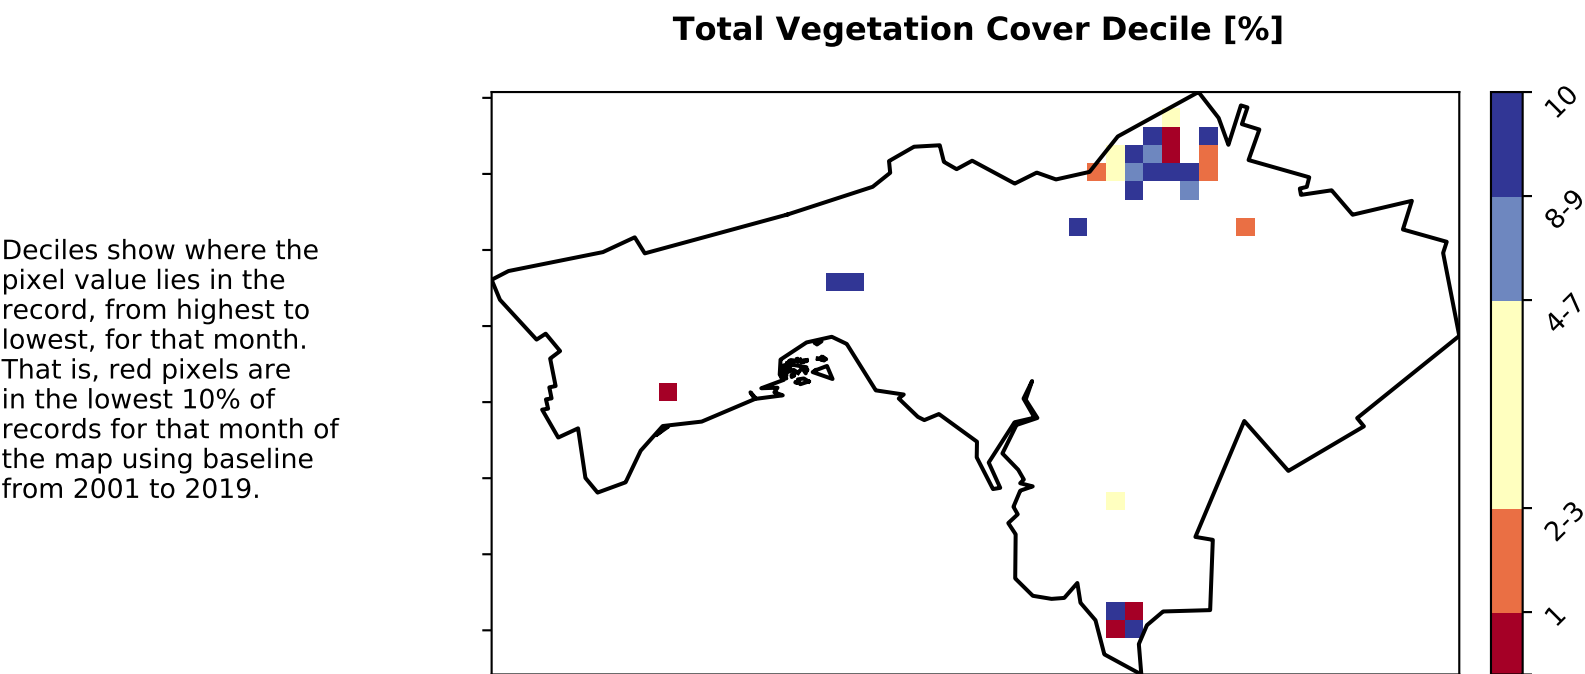 Total Vegetation Cover Decile [%]
Deciles show where the
pixel value lies in the
record, from highest to
lowest, for that month.
That is, red pixels are
in the lowest 10% of
records for that month of
the map using baseline
from 2001 to 2019.
10
8-9
4-7
2-3
1